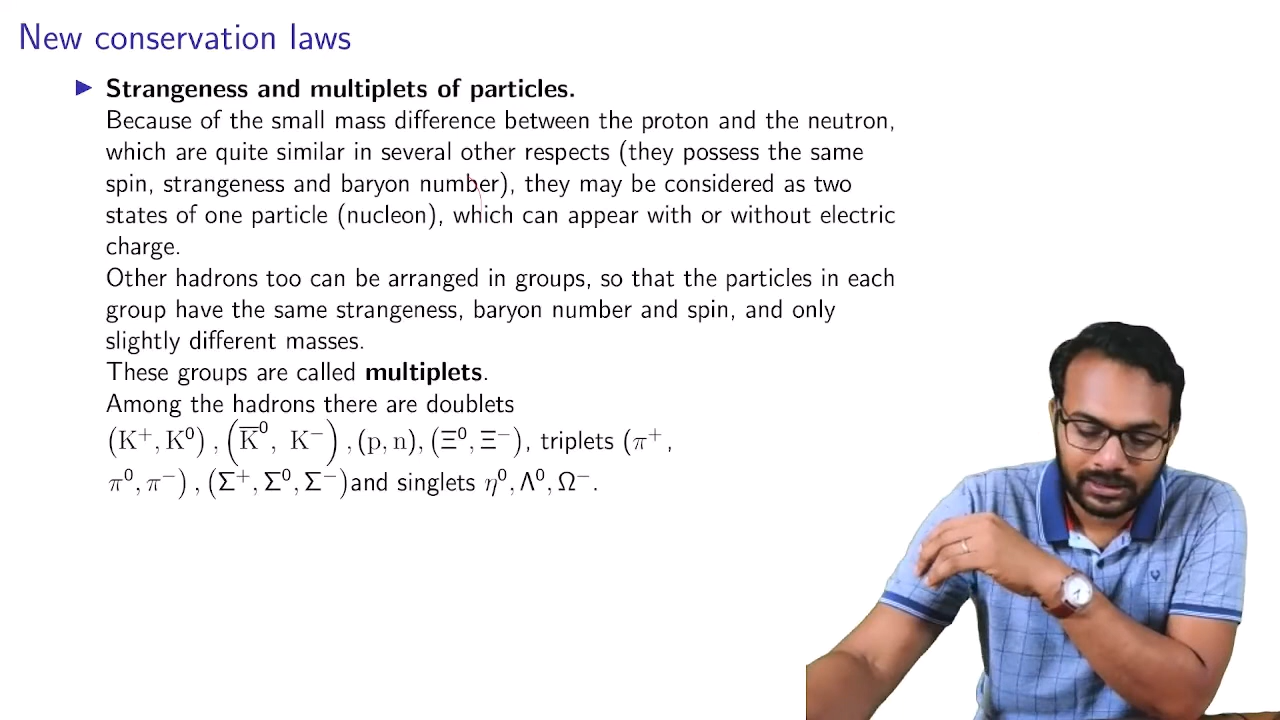 New conservation laws
▶ Strangeness and multiplets of particles.
Because of the small mass difference between the proton and the neutron,
which are quite similar in several other respects (they possess the same
spin, strangeness and baryon number), they may be considered as two
states of one particle (nucleon), which can appear with or without electric
charge.
Other hadrons too can be arranged in groups, so that the particles in each
group have the same strangeness, baryon number and spin, and only
slightly different masses.
These groups are called multiplets.
Among the hadrons there are doublets
(K⁺, K⁰), (K̅⁰, K⁻), (p, n), (Ξ⁰, Ξ⁻), triplets (π⁺,
π⁰, π⁻), (Σ⁺, Σ⁰, Σ⁻)and singlets η⁰, Λ⁰, Ω⁻.